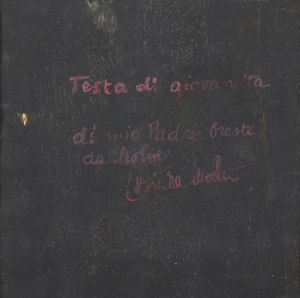 Testa di giovanetta
di mio Padre Oreste
da Molin